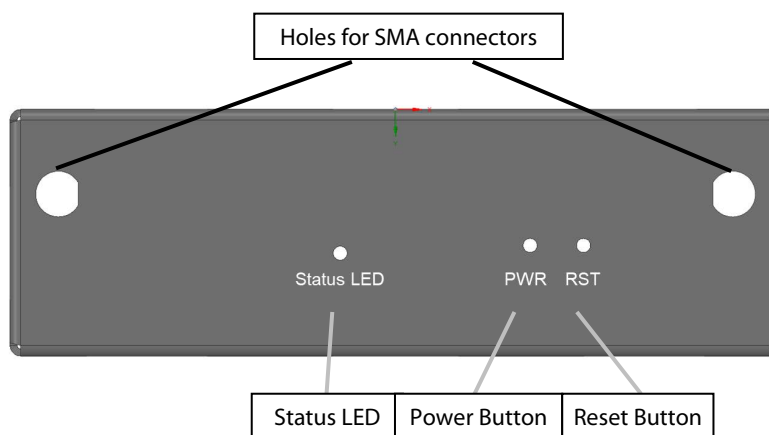 Holes for SMA connectors
Status LED
PWR
RST
Status LED
Power Button
Reset Button